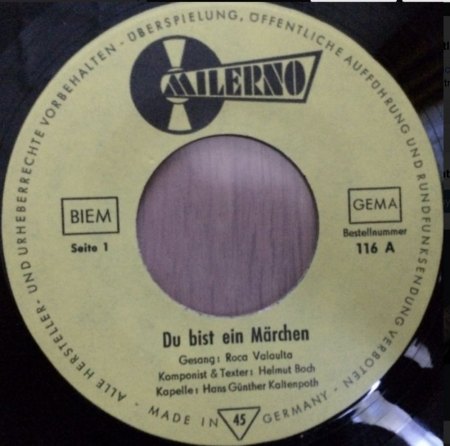 ALLE HERSTELLER- UND URHEBERRECHTE VORBEHALTEN - ÜBERSPIELUNG, ÖFFENTLICHE AUFFÜHRUNG UND RUNDFUNKSENDUNG VERBOTEN
MILERNO
BIEM
Seite 1
GEMA
Bestellnummer
116 A
Du bist ein Märchen
Gesang: Roca Valoulta
Komponist & Texter: Helmut Bach
Kapelle: Hans Günther Kaltenpoth
MADE IN 45 GERMANY